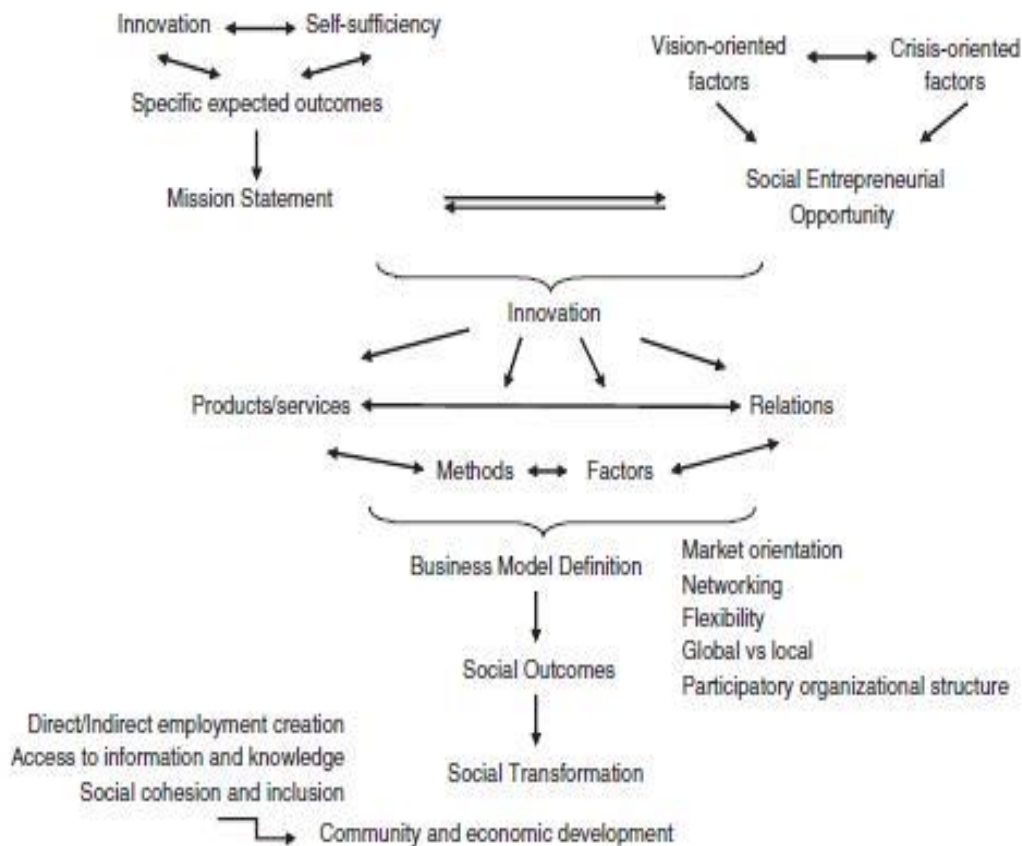 Innovation
Self-sufficiency
Specific expected outcomes
Mission Statement
Vision-oriented
factors
Crisis-oriented
factors
Social Entrepreneurial
Opportunity
Innovation
Products/services
Relations
Methods
Factors
Business Model Definition
Market orientation
Networking
Flexibility
Global vs local
Participatory organizational structure
Social Outcomes
Direct/Indirect employment creation
Access to information and knowledge
Social cohesion and inclusion
Social Transformation
Community and economic development